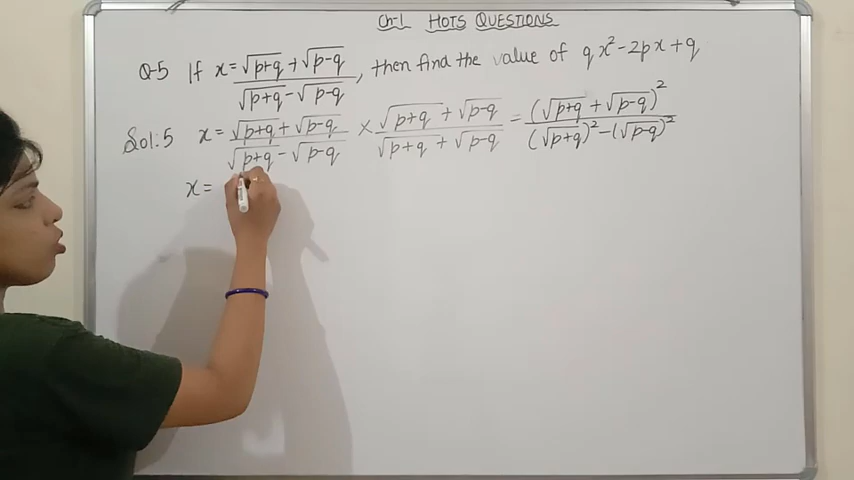 Ch-1 HOTS QUESTIONS
Q-5 If x = (√(p+q) + √(p-q)) / (√(p+q) - √(p-q)), then find the value of qx² - 2px + q
Sol:5 x = (√(p+q) + √(p-q)) / (√(p+q) - √(p-q)) × (√(p+q) + √(p-q)) / (√(p+q) + √(p-q)) = (√(p+q) + √(p-q))² / ((√(p+q))² - (√(p-q))²)
x =